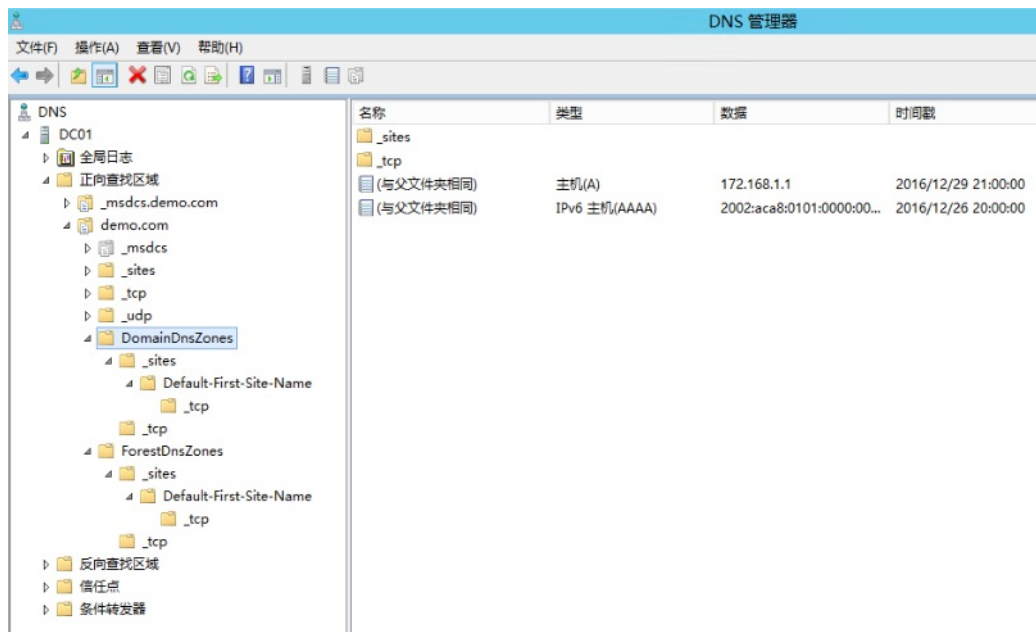 DNS 管理器
文件(F) 操作(A) 查看(V) 帮助(H)
DNS
DC01
全局日志
正向查找区域
_msdcs.demo.com
demo.com
_msdcs
_sites
_tcp
_udp
DomainDnsZones
_sites
Default-First-Site-Name
_tcp
_tcp
ForestDnsZones
_sites
Default-First-Site-Name
_tcp
_tcp
反向查找区域
信任点
条件转发器
名称 类型 数据 时间戳
_sites
_tcp
(与父文件夹相同) 主机(A) 172.168.1.1 2016/12/29 21:00:00
(与父文件夹相同) IPv6 主机(AAAA) 2002:aca8:0101:0000:00... 2016/12/26 20:00:00